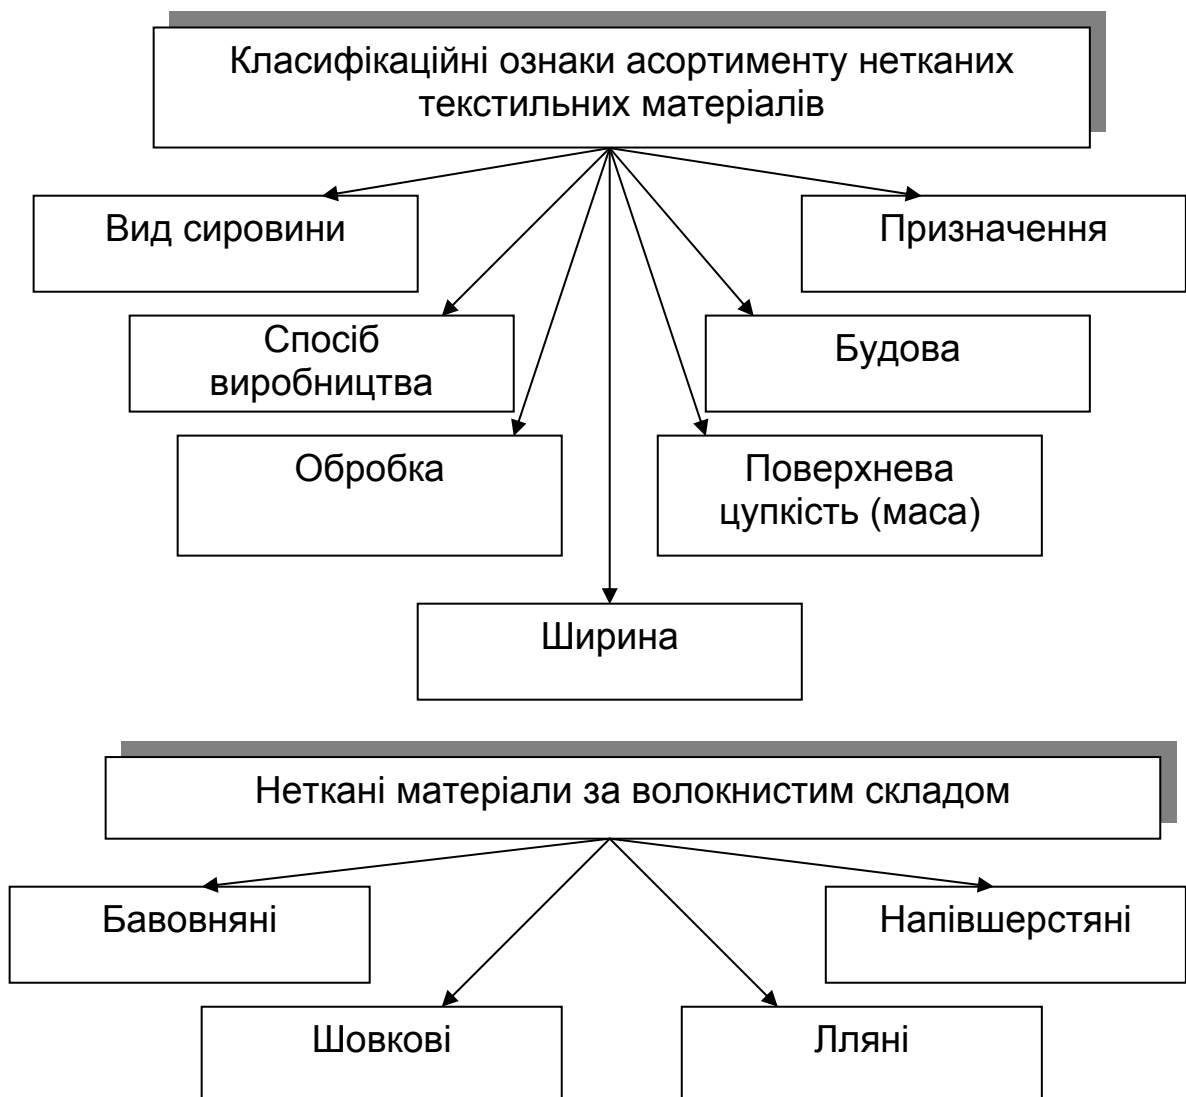 Класифікаційні ознаки асортименту нетканих
текстильних матеріалів
Вид сировини
Призначення
Спосіб
виробництва
Будова
Обробка
Поверхнева
цупкість (маса)
Ширина
Неткані матеріали за волокнистим складом
Бавовняні
Напівшерстяні
Шовкові
Лляні